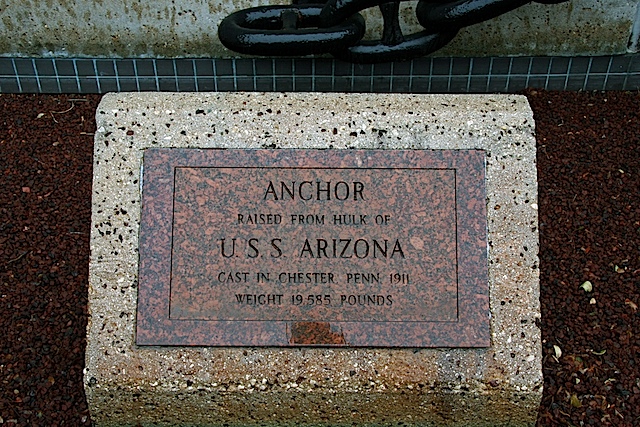 ANCHOR
RAISED FROM HULK OF
U.S.S. ARIZONA
CAST IN CHESTER, PENN. 1911
WEIGHT 19,585 POUNDS